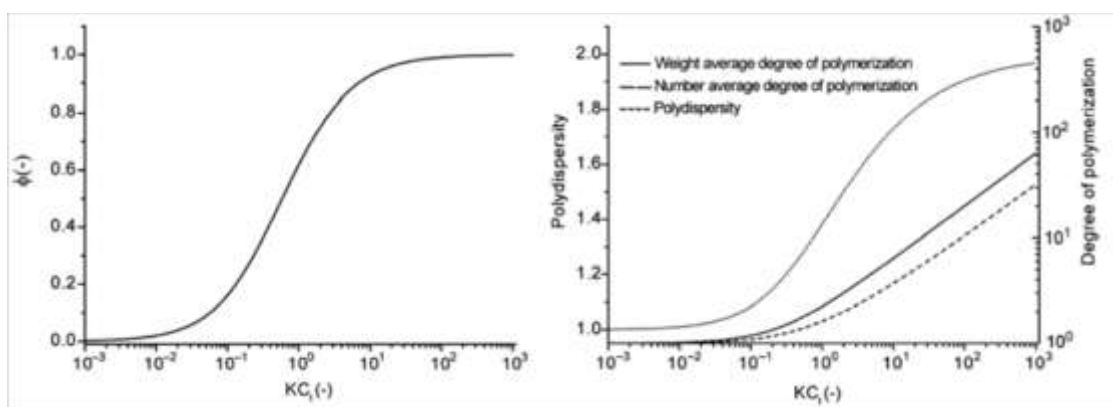 1.0
0.8
0.6
0.4
0.2
0.0
ϕ(-)
10⁻³ 10⁻² 10⁻¹ 10⁰ 10¹ 10² 10³
KCₜ(-)
2.0
1.8
1.6
1.4
1.2
1.0
Polydispersity
Weight average degree of polymerization
Number average degree of polymerization
Polydispersity
10³
10²
10¹
10⁰
Degree of polymerization
10⁻³ 10⁻² 10⁻¹ 10⁰ 10¹ 10² 10³
KCₜ(-)